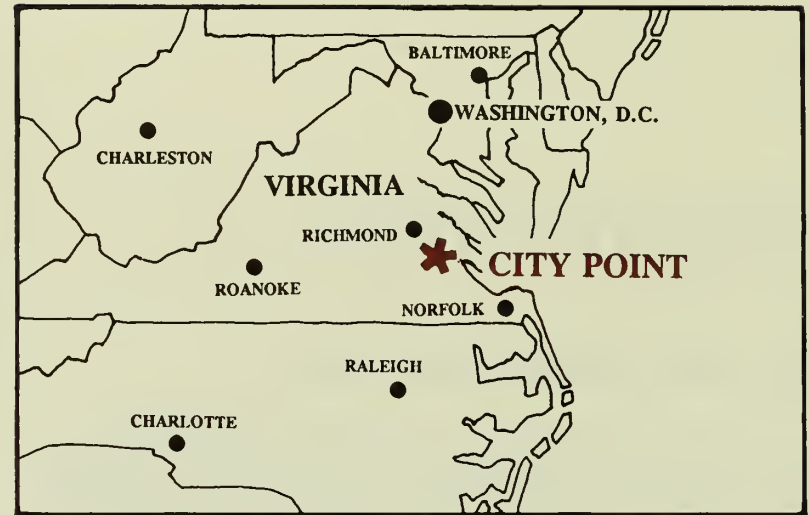 BALTIMORE
WASHINGTON, D.C.
CHARLESTON
VIRGINIA
RICHMOND
CITY POINT
ROANOKE
NORFOLK
RALEIGH
CHARLOTTE